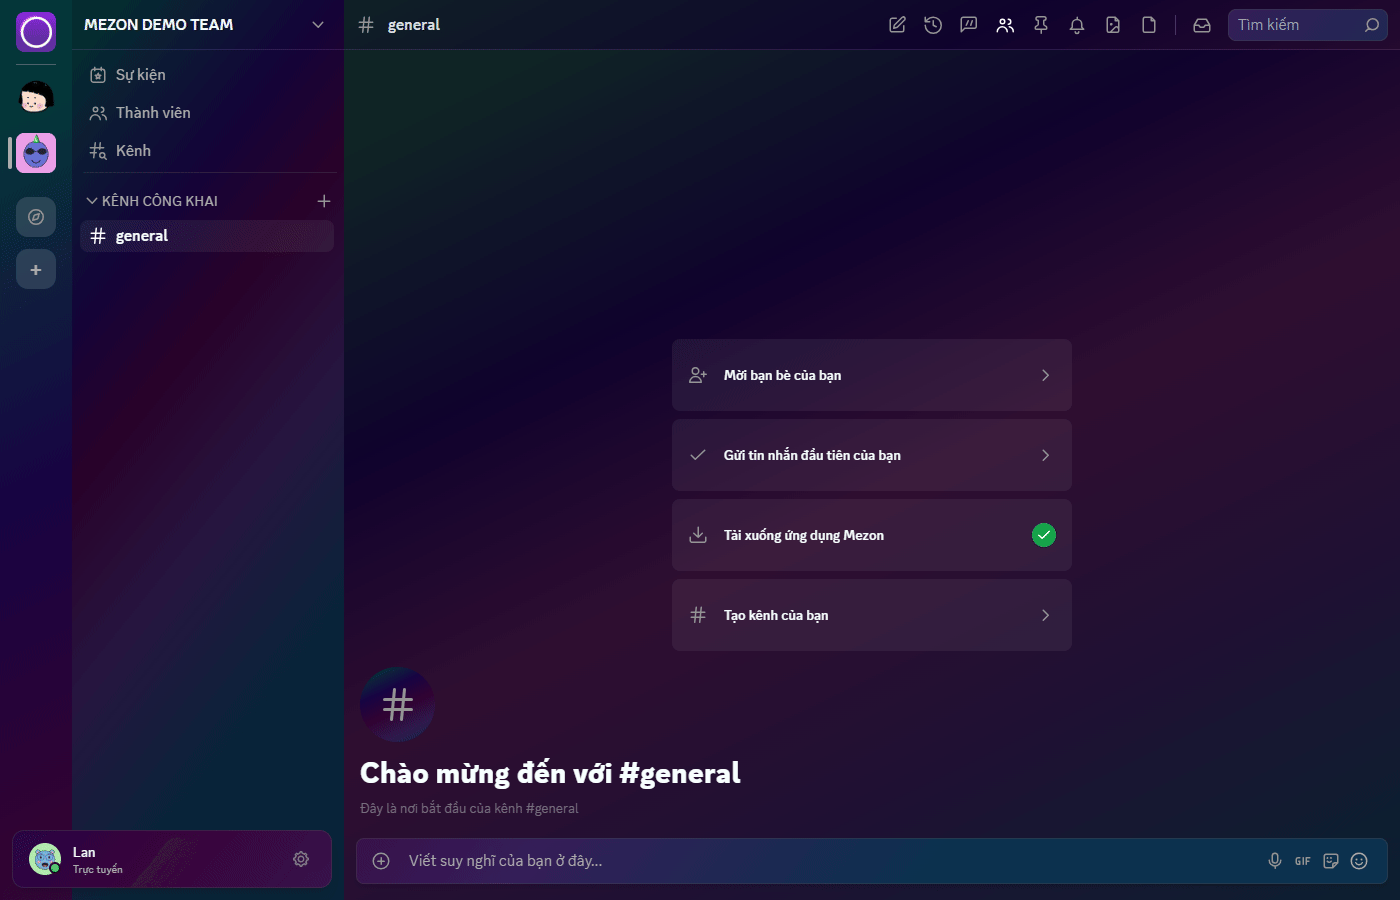 MEZON DEMO TEAM
general
Tìm kiếm
Sự kiện
Thành viên
Kênh
KÊNH CÔNG KHAI
general
Mời bạn bè của bạn
Gửi tin nhắn đầu tiên của bạn
Tải xuống ứng dụng Mezon
Tạo kênh của bạn
Chào mừng đến với #general
Đây là nơi bắt đầu của kênh #general
Lan
Trực tuyến
Viết suy nghĩ của bạn ở đây...
GIF